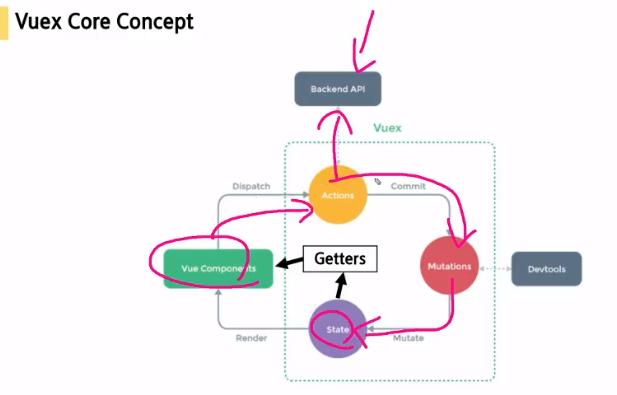 Vuex Core Concept
Backend API
Vuex
Dispatch
Actions
Commit
Vue Components
Getters
Mutations
Devtools
State
Render
Mutate